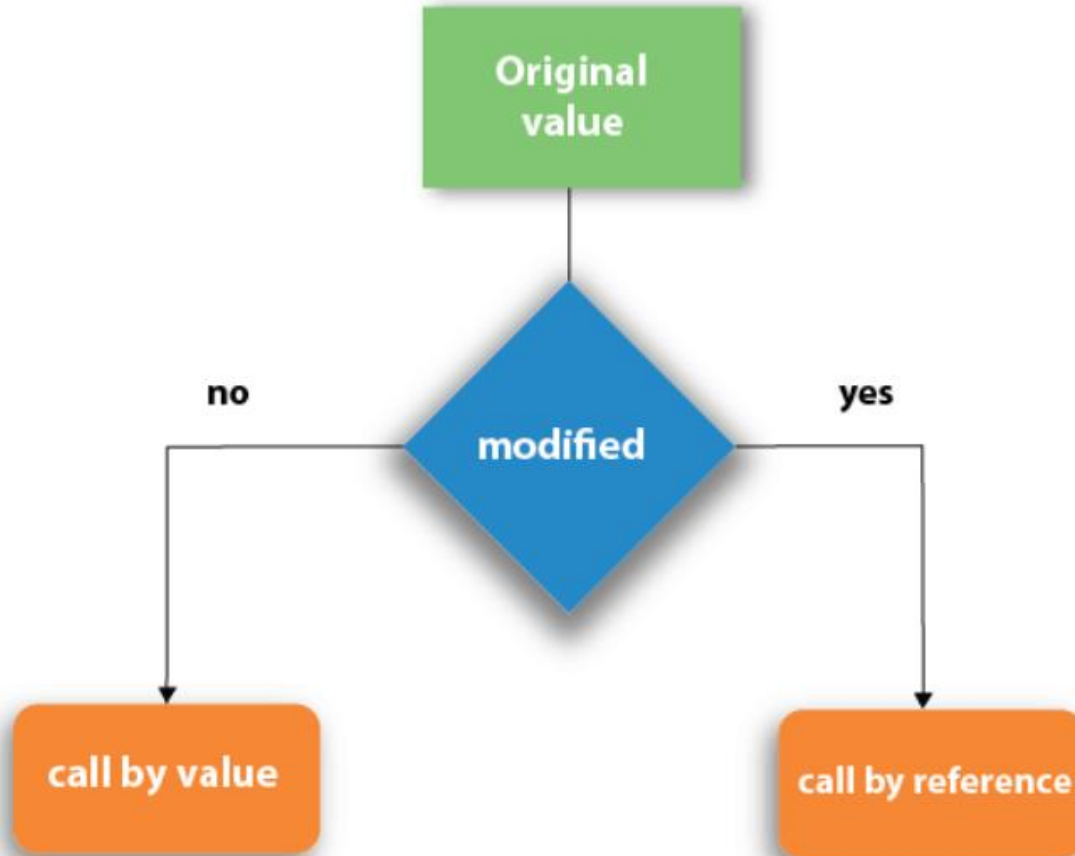 Original
value
no
yes
modified
call by value
call by reference